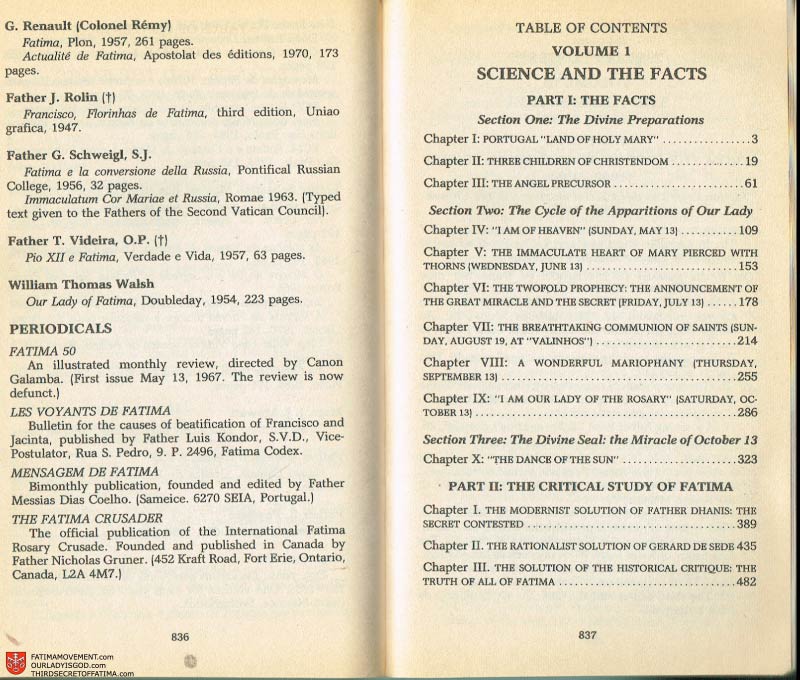 G. Renault (Colonel Rémy)
Fatima, Plon, 1957, 261 pages.
Actualité de Fatima, Apostolat des éditions, 1970, 173
pages.
Father J. Rolin (†)
Francisco, Florinhas de Fatima, third edition, Uniao
grafica, 1947.
Father G. Schweigl, S.J.
Fatima e la conversione della Russia, Pontifical Russian
College, 1956, 32 pages.
Immaculatum Cor Mariae et Russia, Romae 1963. (Typed
text given to the Fathers of the Second Vatican Council).
Father T. Videira, O.P. (†)
Pio XII e Fatima, Verdade e Vida, 1957, 63 pages.
William Thomas Walsh
Our Lady of Fatima, Doubleday, 1954, 223 pages.
PERIODICALS
FATIMA 50
An illustrated monthly review, directed by Canon
Galamba. (First issue May 13, 1967. The review is now
defunct.)
LES VOYANTS DE FATIMA
Bulletin for the causes of beatification of Francisco and
Jacinta, published by Father Luis Kondor, S.V.D., Vice-
Postulator, Rua S. Pedro, 9. P. 2496, Fatima Codex.
MENSAGEM DE FATIMA
Bimonthly publication, founded and edited by Father
Messias Dias Coelho. (Sameice. 6270 SEIA, Portugal.)
THE FATIMA CRUSADER
The official publication of the International Fatima
Rosary Crusade. Founded and published in Canada by
Father Nicholas Gruner. (452 Kraft Road, Fort Erie, Ontario,
Canada, L2A 4M7.)
836
FATIMAMOVEMENT.com
OURLADYISGOD.com
THIRDSECRETOFFATIMA.com
TABLE OF CONTENTS
VOLUME 1
SCIENCE AND THE FACTS
PART I: THE FACTS
Section One: The Divine Preparations
Chapter I: PORTUGAL "LAND OF HOLY MARY" .................. 3
Chapter II: THREE CHILDREN OF CHRISTENDOM ............ 19
Chapter III: THE ANGEL PRECURSOR ........................... 61
Section Two: The Cycle of the Apparitions of Our Lady
Chapter IV: "I AM OF HEAVEN" (SUNDAY, MAY 13) .......... 109
Chapter V: THE IMMACULATE HEART OF MARY PIERCED WITH
THORNS (WEDNESDAY, JUNE 13) ............................... 153
Chapter VI: THE TWOFOLD PROPHECY: THE ANNOUNCEMENT OF
THE GREAT MIRACLE AND THE SECRET (FRIDAY, JULY 13) ...... 178
Chapter VII: THE BREATHTAKING COMMUNION OF SAINTS (SUN-
DAY, AUGUST 19, AT "VALINHOS") ............................. 214
Chapter VIII: A WONDERFUL MARIOPHANY (THURSDAY,
SEPTEMBER 13) ................................................ 255
Chapter IX: "I AM OUR LADY OF THE ROSARY" (SATURDAY, OC-
TOBER 13) ...................................................... 286
Section Three: The Divine Seal: the Miracle of October 13
Chapter X: "THE DANCE OF THE SUN" ......................... 323
PART II: THE CRITICAL STUDY OF FATIMA
Chapter I. THE MODERNIST SOLUTION OF FATHER DHANIS: THE
SECRET CONTESTED ............................................ 389
Chapter II. THE RATIONALIST SOLUTION OF GERARD DE SEDE 435
Chapter III. THE SOLUTION OF THE HISTORICAL CRITIQUE: THE
TRUTH OF ALL OF FATIMA ...................................... 482
837